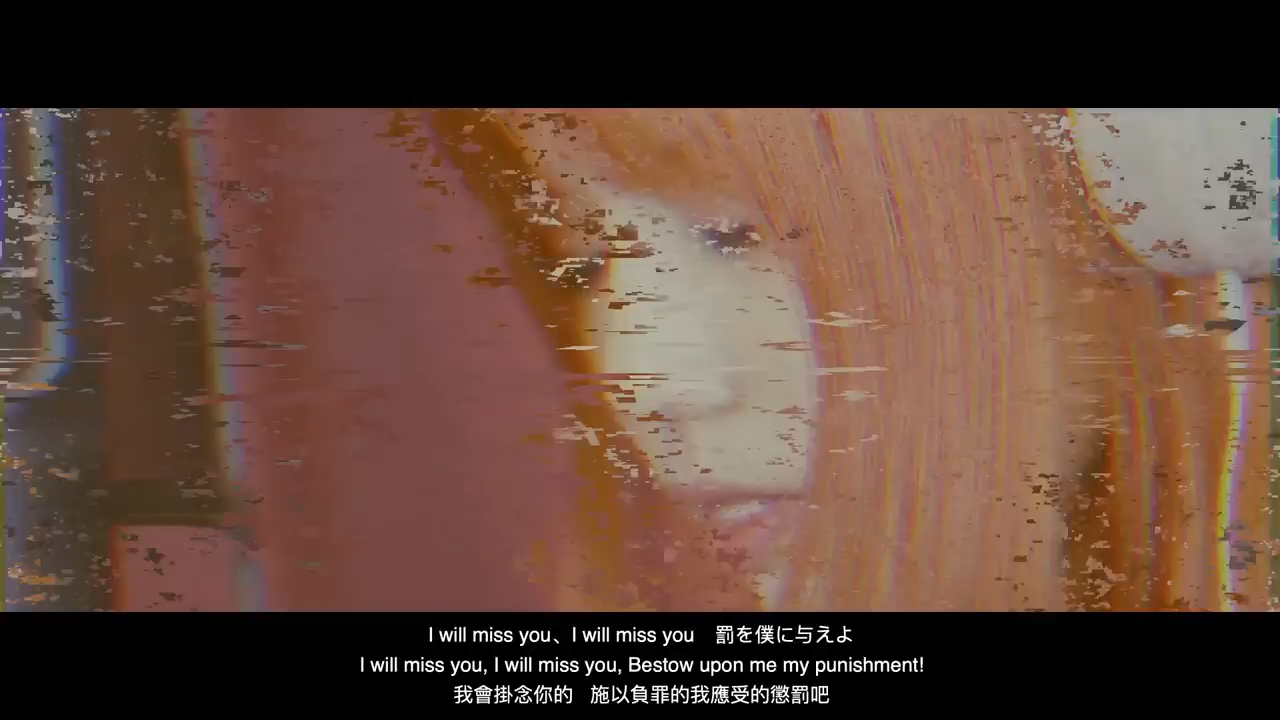 I will miss you、I will miss you　罰を僕に与えよ
I will miss you, I will miss you, Bestow upon me my punishment!
我會掛念你的　施以負罪的我應受的懲罰吧